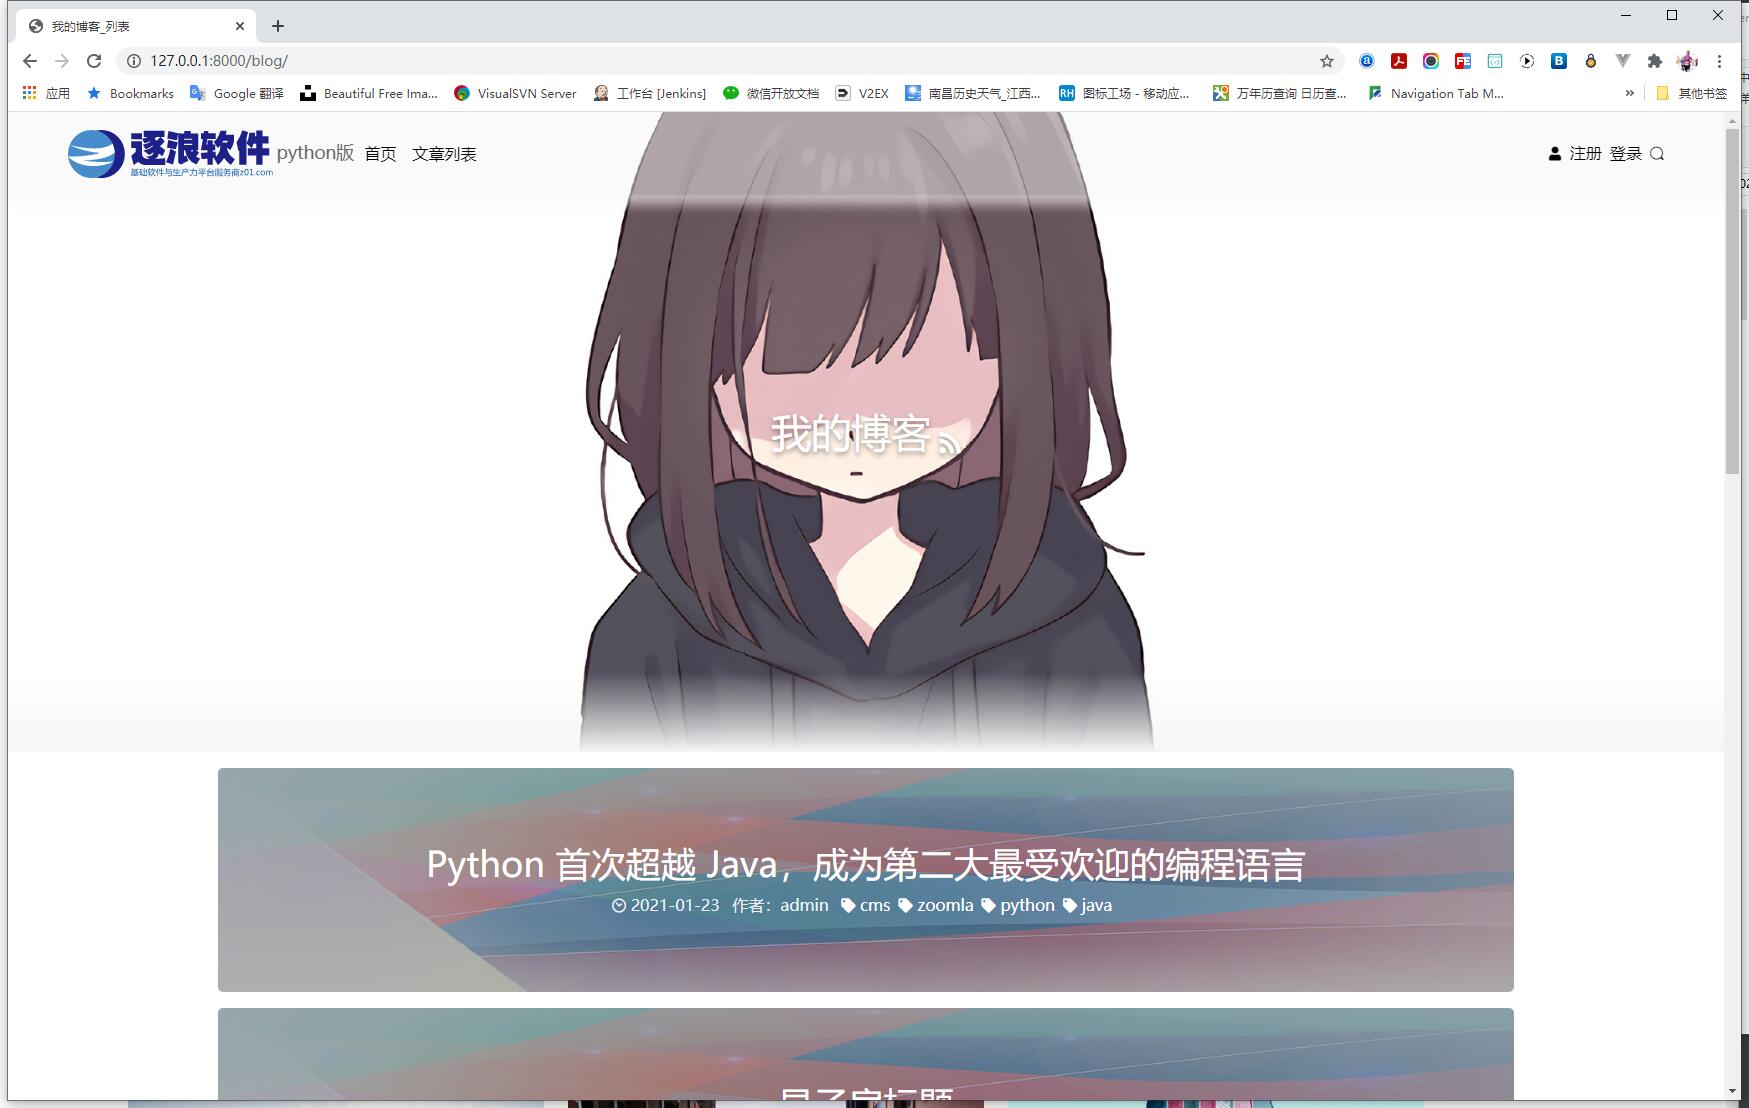 我的博客_列表
127.0.0.1:8000/blog/
应用 Bookmarks Google 翻译 Beautiful Free Ima... VisualSVN Server 工作台 [Jenkins] 微信开放文档 V2EX 南昌历史天气_江西... RH 图标工场 - 移动应用... 万年历查询 日历查... Navigation Tab M... » 其他书签
逐浪软件 python版 首页 文章列表 注册 登录
基础软件与生产力平台服务商z01.com
我的博客
Python 首次超越 Java，成为第二大最受欢迎的编程语言
2021-01-23 作者：admin cms zoomla python java